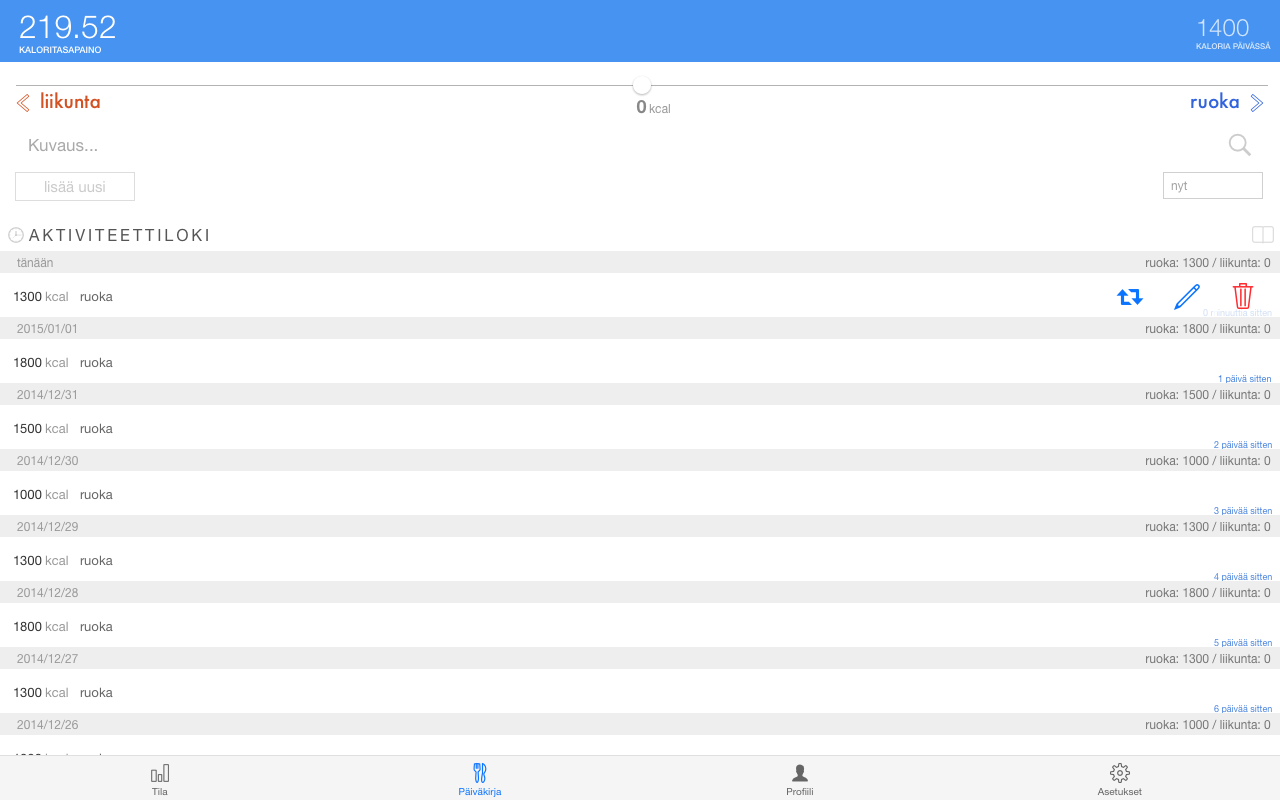 219.52
KALORITASAPAINO
1400
KALORIA PÄIVÄSSÄ
liikunta
0 kcal
ruoka
Kuvaus...
lisää uusi
nyt
AKTIVITEETTILOKI
tänään ruoka: 1300 / liikunta: 0
1300 kcal ruoka
sitten
2015/01/01 ruoka: 1800 / liikunta: 0
1800 kcal ruoka
1 päivä sitten
2014/12/31 ruoka: 1500 / liikunta: 0
1500 kcal ruoka
2 päivää sitten
2014/12/30 ruoka: 1000 / liikunta: 0
1000 kcal ruoka
3 päivää sitten
2014/12/29 ruoka: 1300 / liikunta: 0
1300 kcal ruoka
4 päivää sitten
2014/12/28 ruoka: 1800 / liikunta: 0
1800 kcal ruoka
5 päivää sitten
2014/12/27 ruoka: 1300 / liikunta: 0
1300 kcal ruoka
6 päivää sitten
2014/12/26 ruoka: 1000 / liikunta: 0
Tila
Päiväkirja
Profiili
Asetukset